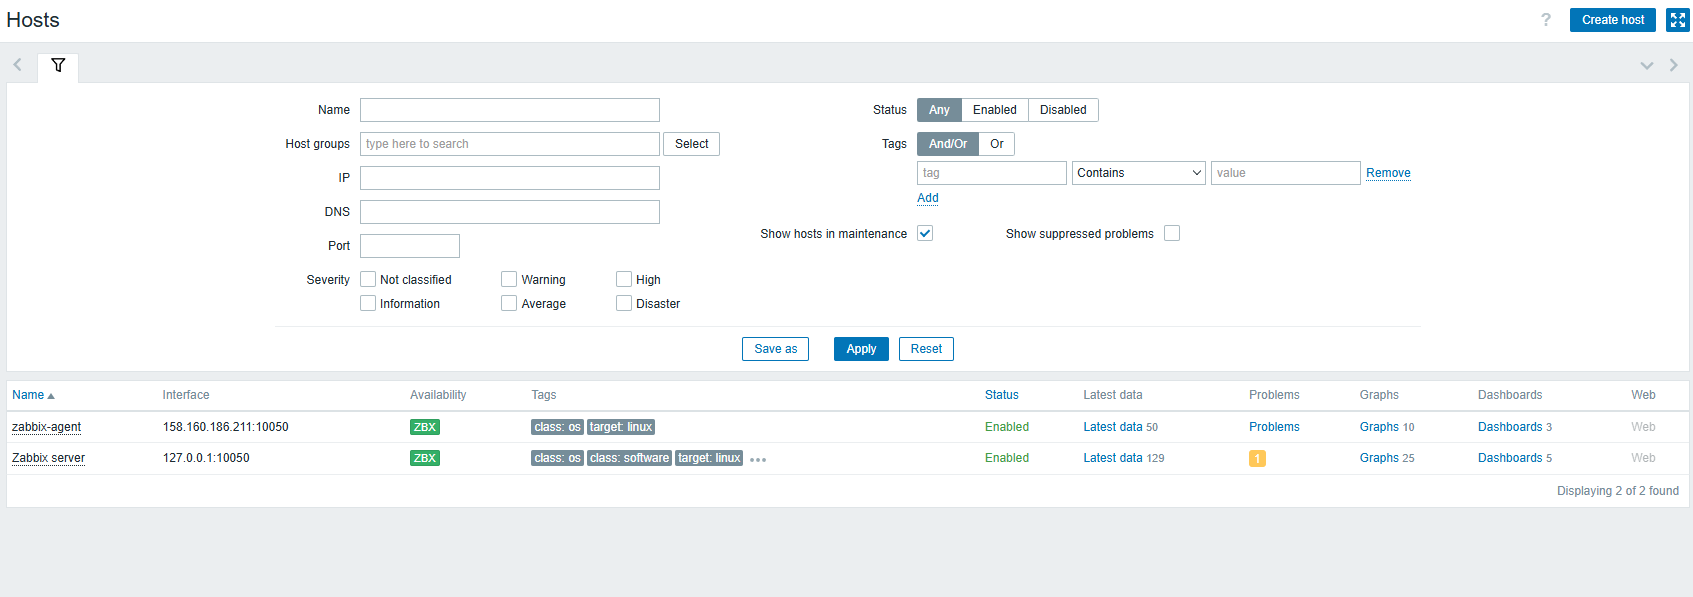 Hosts
? Create host
Name
Status Any Enabled Disabled
Host groups type here to search Select
Tags And/Or Or
IP
tag Contains value Remove
Add
DNS
Show hosts in maintenance Show suppressed problems
Port
Severity Not classified Warning High
Information Average Disaster
Save as Apply Reset
Name Interface Availability Tags Status Latest data Problems Graphs Dashboards Web
zabbix-agent 158.160.186.211:10050 ZBX class: os target: linux Enabled Latest data 50 Problems Graphs 10 Dashboards 3 Web
Zabbix server 127.0.0.1:10050 ZBX class: os class: software target: linux ••• Enabled Latest data 129 1 Graphs 25 Dashboards 5 Web
Displaying 2 of 2 found